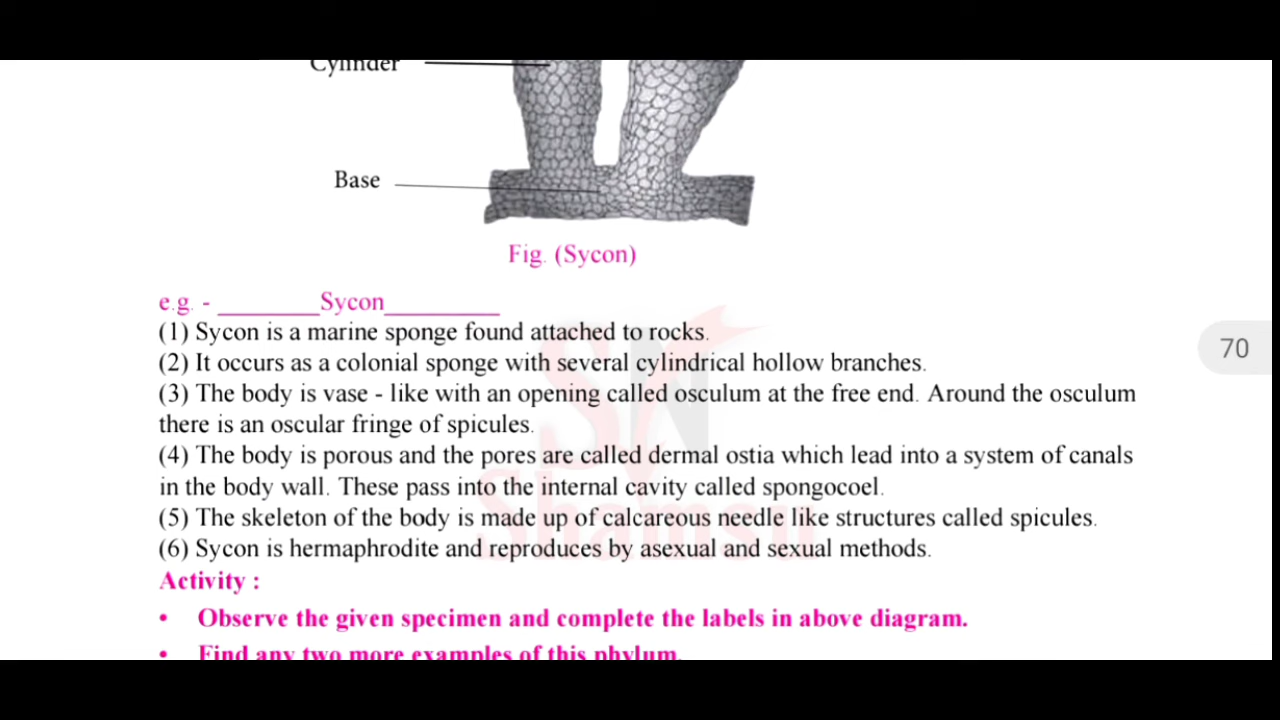 Cylinder
Base
Fig. (Sycon)
e.g. - ________Sycon_________
(1) Sycon is a marine sponge found attached to rocks.
(2) It occurs as a colonial sponge with several cylindrical hollow branches.
(3) The body is vase - like with an opening called osculum at the free end. Around the osculum
there is an oscular fringe of spicules.
(4) The body is porous and the pores are called dermal ostia which lead into a system of canals
in the body wall. These pass into the internal cavity called spongocoel.
(5) The skeleton of the body is made up of calcareous needle like structures called spicules.
(6) Sycon is hermaphrodite and reproduces by asexual and sexual methods.
Activity :
• Observe the given specimen and complete the labels in above diagram.
• Find any two more examples of this phylum.
70